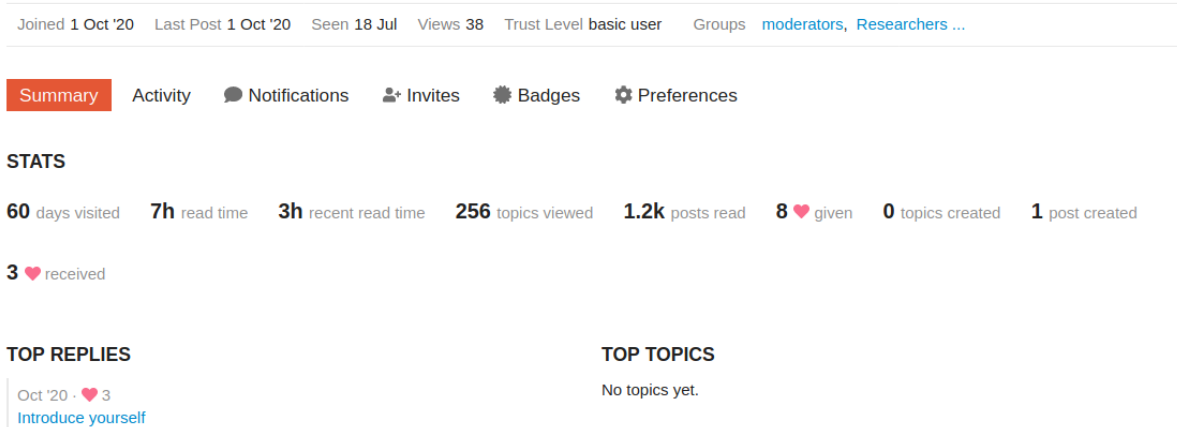 Joined 1 Oct '20 Last Post 1 Oct '20 Seen 18 Jul Views 38 Trust Level basic user Groups moderators, Researchers ...
Summary Activity Notifications Invites Badges Preferences
STATS
60 days visited 7h read time 3h recent read time 256 topics viewed 1.2k posts read 8 ❤ given 0 topics created 1 post created
3 ❤ received
TOP REPLIES
Oct '20 · ❤ 3
Introduce yourself
TOP TOPICS
No topics yet.